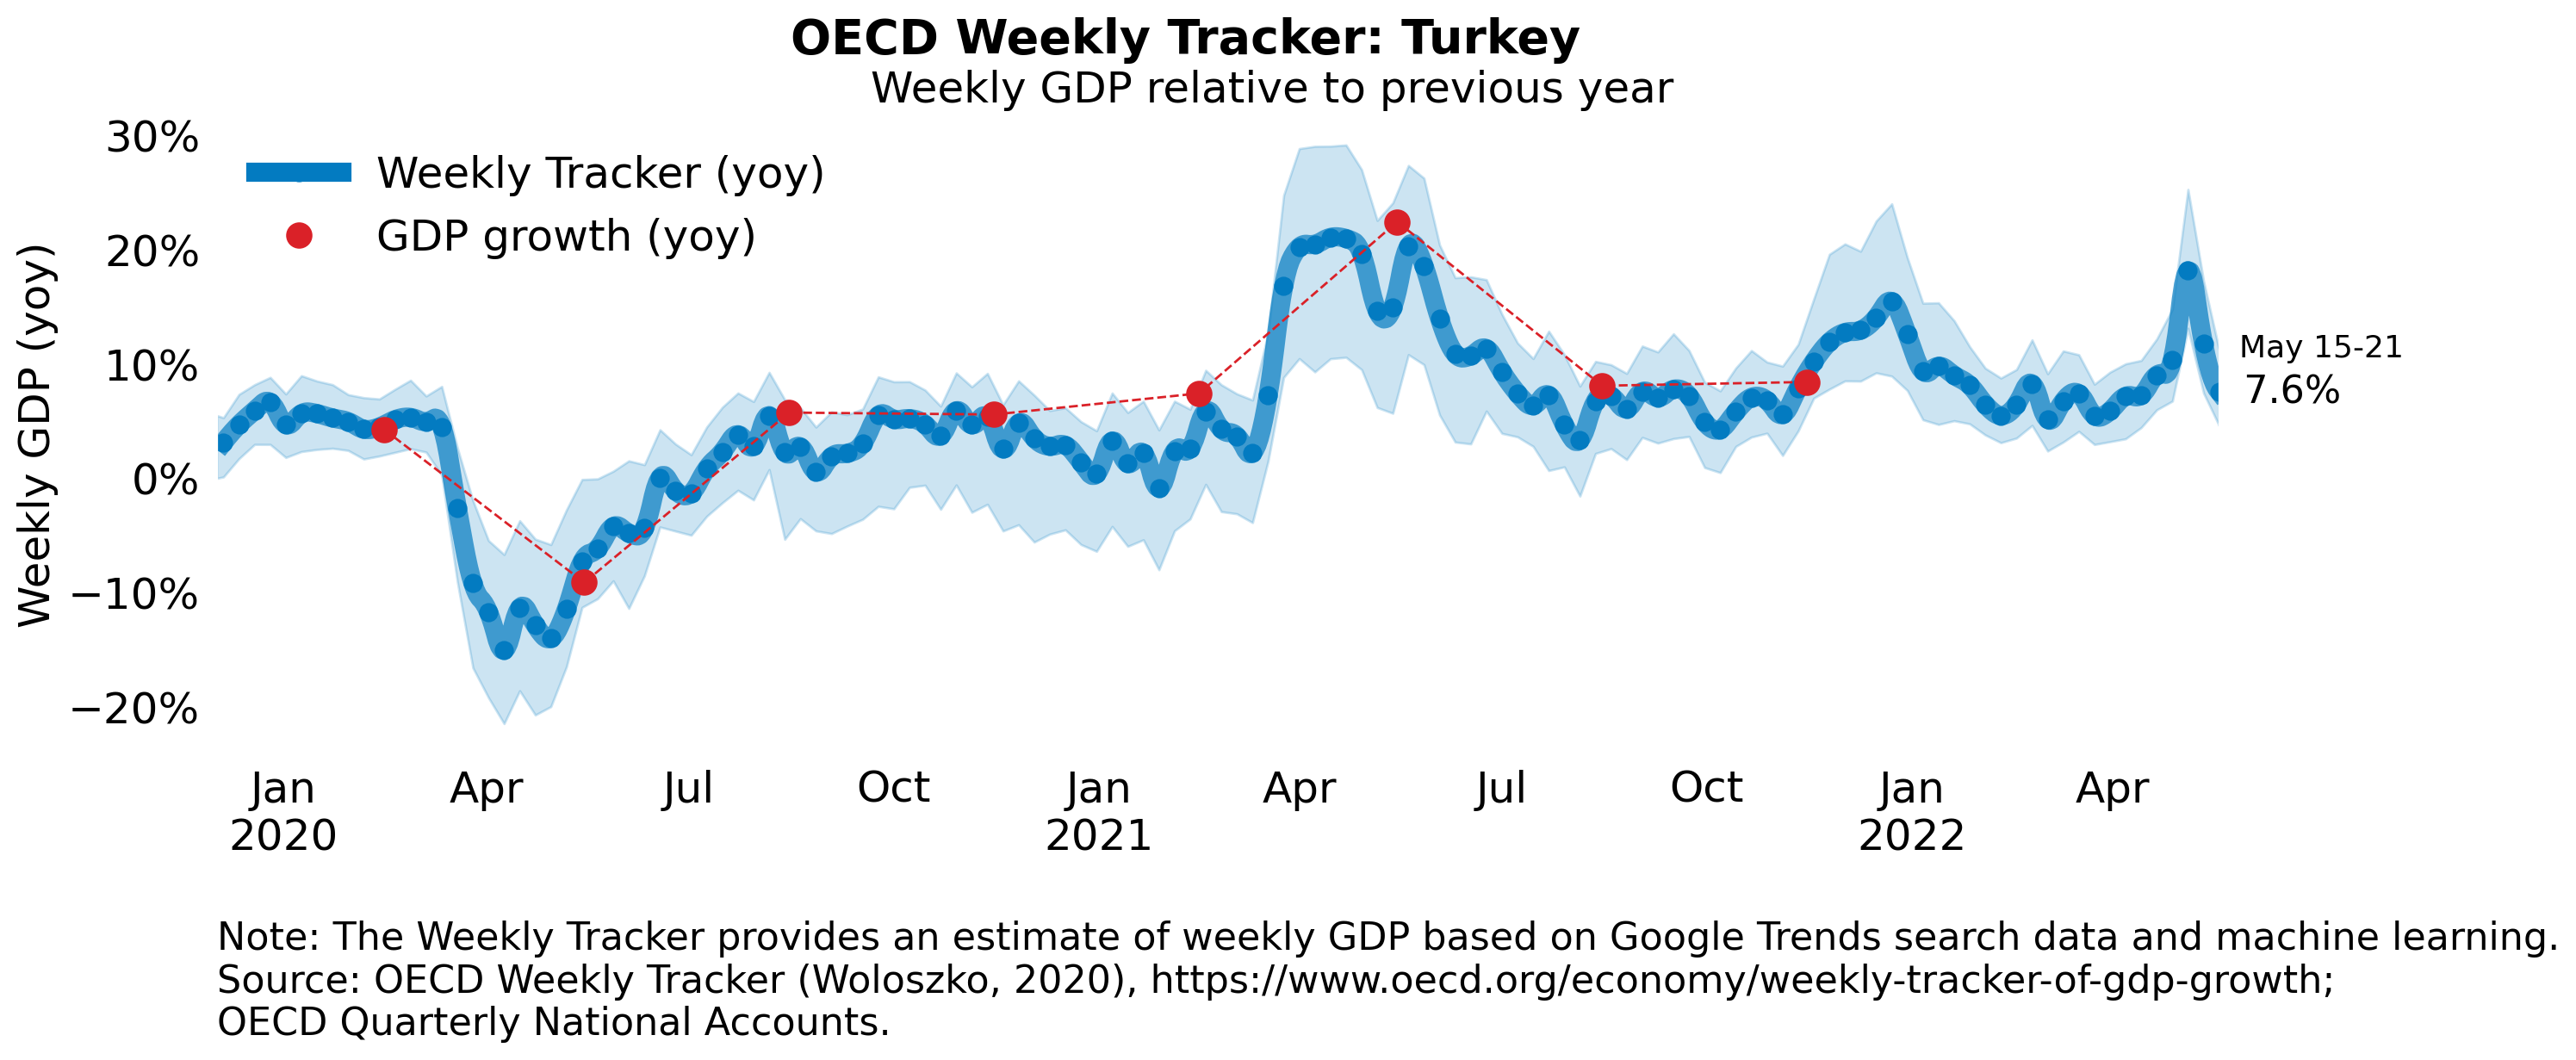 OECD Weekly Tracker: Turkey
Weekly GDP relative to previous year
Weekly GDP (yoy)
30%
20%
10%
0%
−10%
−20%
Weekly Tracker (yoy)
GDP growth (yoy)
May 15-21
7.6%
Jan Apr Jul Oct Jan Apr Jul Oct Jan Apr
2020 2021 2022
Note: The Weekly Tracker provides an estimate of weekly GDP based on Google Trends search data and machine learning.
Source: OECD Weekly Tracker (Woloszko, 2020), https://www.oecd.org/economy/weekly-tracker-of-gdp-growth;
OECD Quarterly National Accounts.